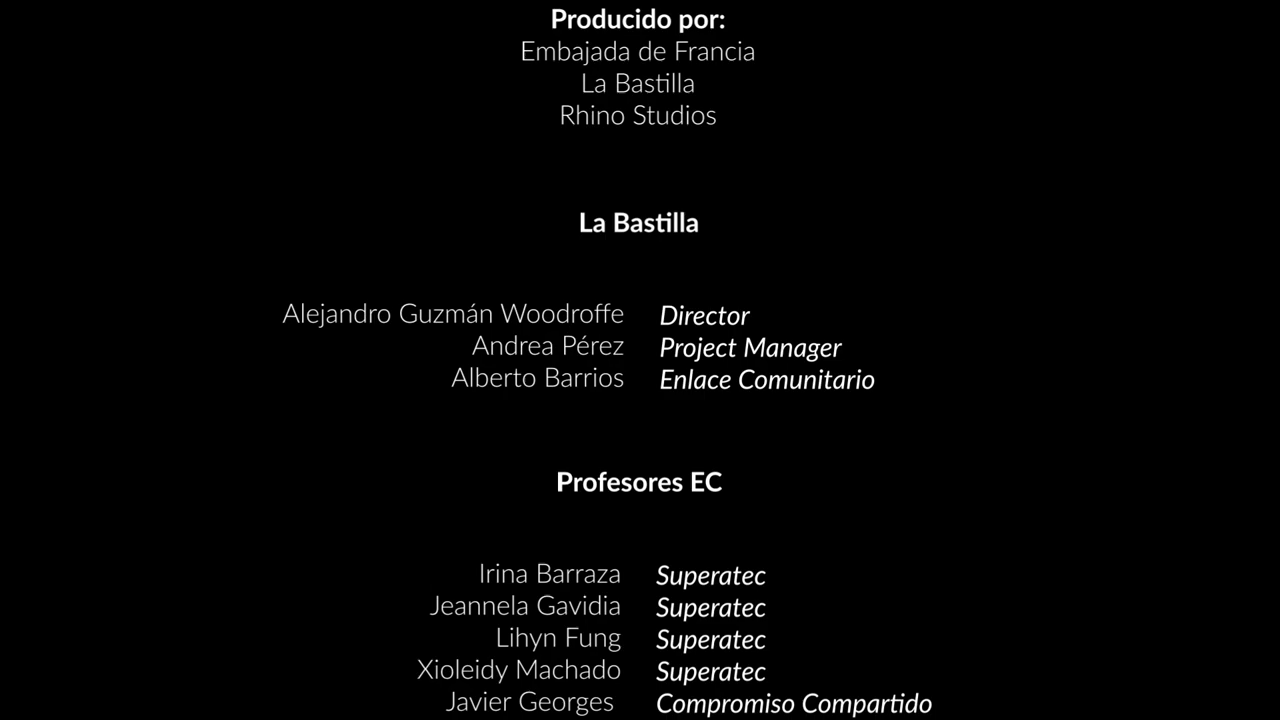 Producido por:
Embajada de Francia
La Bastilla
Rhino Studios
La Bastilla
Alejandro Guzmán Woodroffe Director
Andrea Pérez Project Manager
Alberto Barrios Enlace Comunitario
Profesores EC
Irina Barraza Superatec
Jeannela Gavidia Superatec
Lihyn Fung Superatec
Xioleidy Machado Superatec
Javier Georges Compromiso Compartido